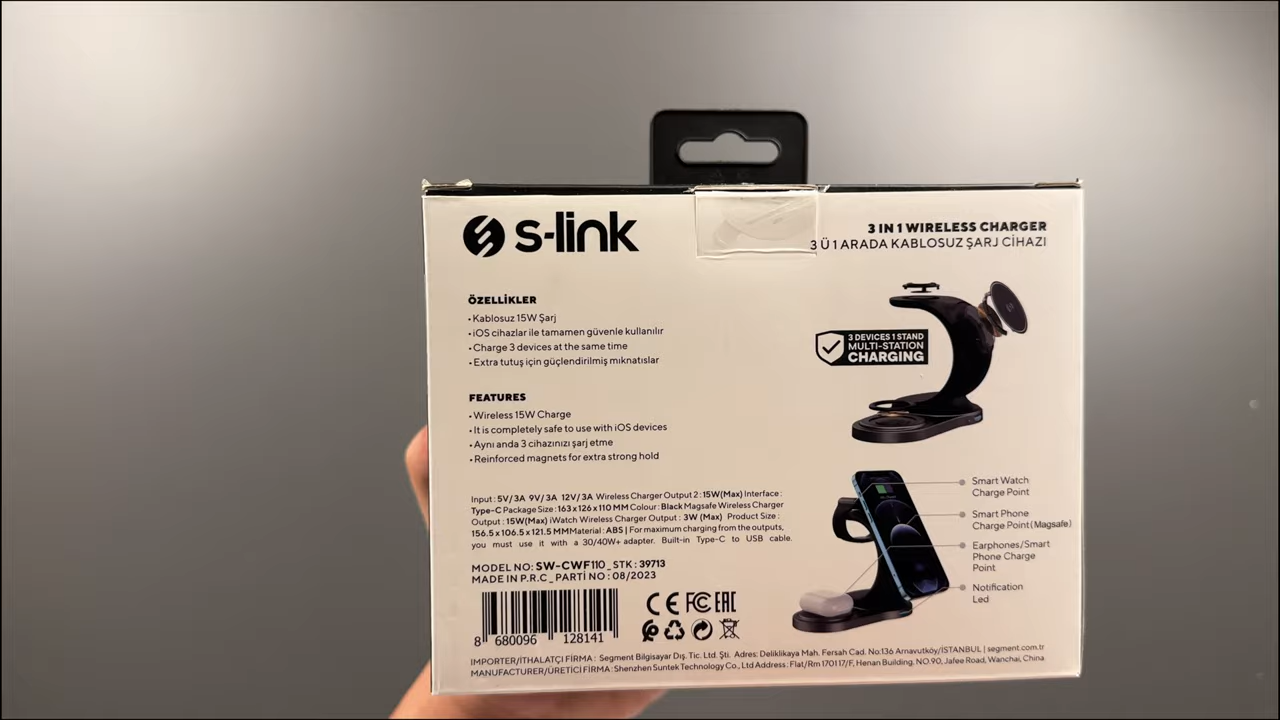 s-link
3 IN 1 WIRELESS CHARGER
3 Ü 1 ARADA KABLOSUZ ŞARJ CİHAZI
ÖZELLİKLER
• Kablosuz 15W Şarj
• iOS cihazlar ile tamamen güvenle kullanılır
• Charge 3 devices at the same time
• Extra tutuş için güçlendirilmiş mıknatıslar
3 DEVICES 1 STAND
MULTI-STATION
CHARGING
FEATURES
• Wireless 15W Charge
• It is completely safe to use with iOS devices
• Aynı anda 3 cihazınızı şarj etme
• Reinforced magnets for extra strong hold
Input : 5V/3A 9V/3A 12V/3A Wireless Charger Output 2 : 15W(Max) Interface :
Type-C Package Size : 163 x 126 x 110 MM Colour : Black Magsafe Wireless Charger
Output : 15W(Max) iWatch Wireless Charger Output : 3W (Max) Product Size :
156.5 x 106.5 x 121.5 MM Material : ABS | For maximum charging from the outputs,
you must use it with a 30/40W+ adapter. Built-in Type-C to USB cable.
MODEL NO: SW-CWF110_STK : 39713
MADE IN P.R.C_PARTİ NO : 08/2023
8 680096 128141
CE FC EAC
Smart Watch
Charge Point
Smart Phone
Charge Point(Magsafe)
Earphones/Smart
Phone Charge
Point
Notification
Led
IMPORTER/İTHALATÇI FİRMA : Segment Bilgisayar Dış. Tic. Ltd. Şti. Adres: Deliklikaya Mah. Fersah Cad. No:136 Arnavutköy/İSTANBUL | segment.com.tr
MANUFACTURER/ÜRETİCİ FİRMA : Shenzhen Suntek Technology Co., Ltd Address : Flat/Rm 170117/F, Henan Building. NO.90, Jafee Road, Wanchai, China